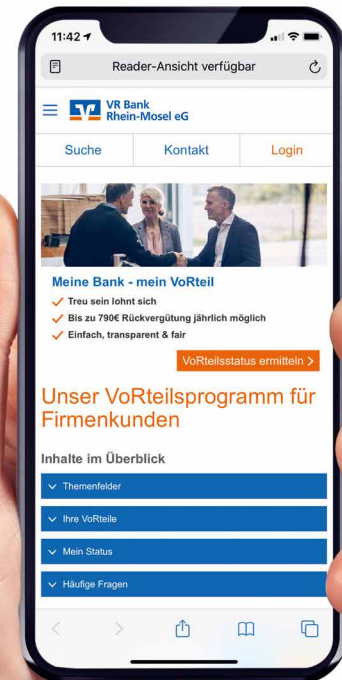 11:42
Reader-Ansicht verfügbar
VR Bank
Rhein-Mosel eG
Suche Kontakt Login
Meine Bank - mein VoRteil
Treu sein lohnt sich
Bis zu 790€ Rückvergütung jährlich möglich
Einfach, transparent & fair
VoRteilsstatus ermitteln >
Unser VoRteilsprogramm für
Firmenkunden
Inhalte im Überblick
Themenfelder
Ihre VoRteile
Mein Status
Häufige Fragen